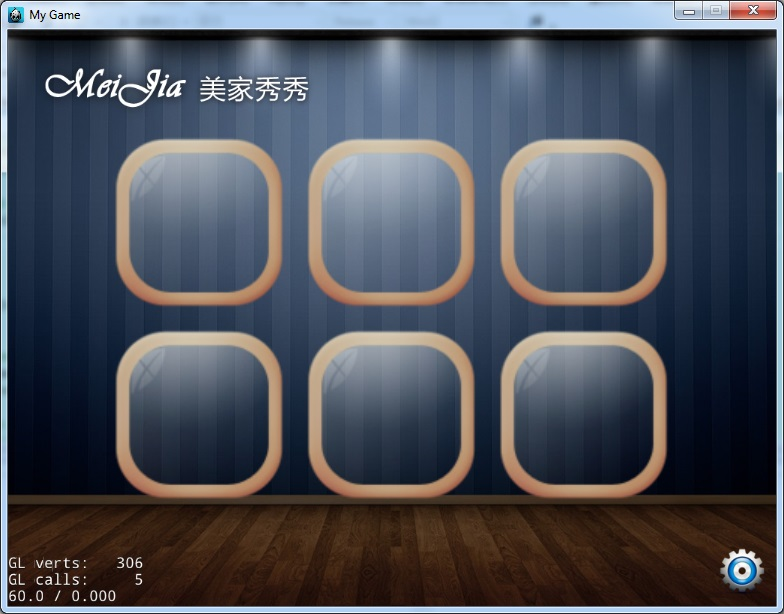 My Game
MeiJia 美家秀秀
GL verts: 306
GL calls: 5
60.0 / 0.000